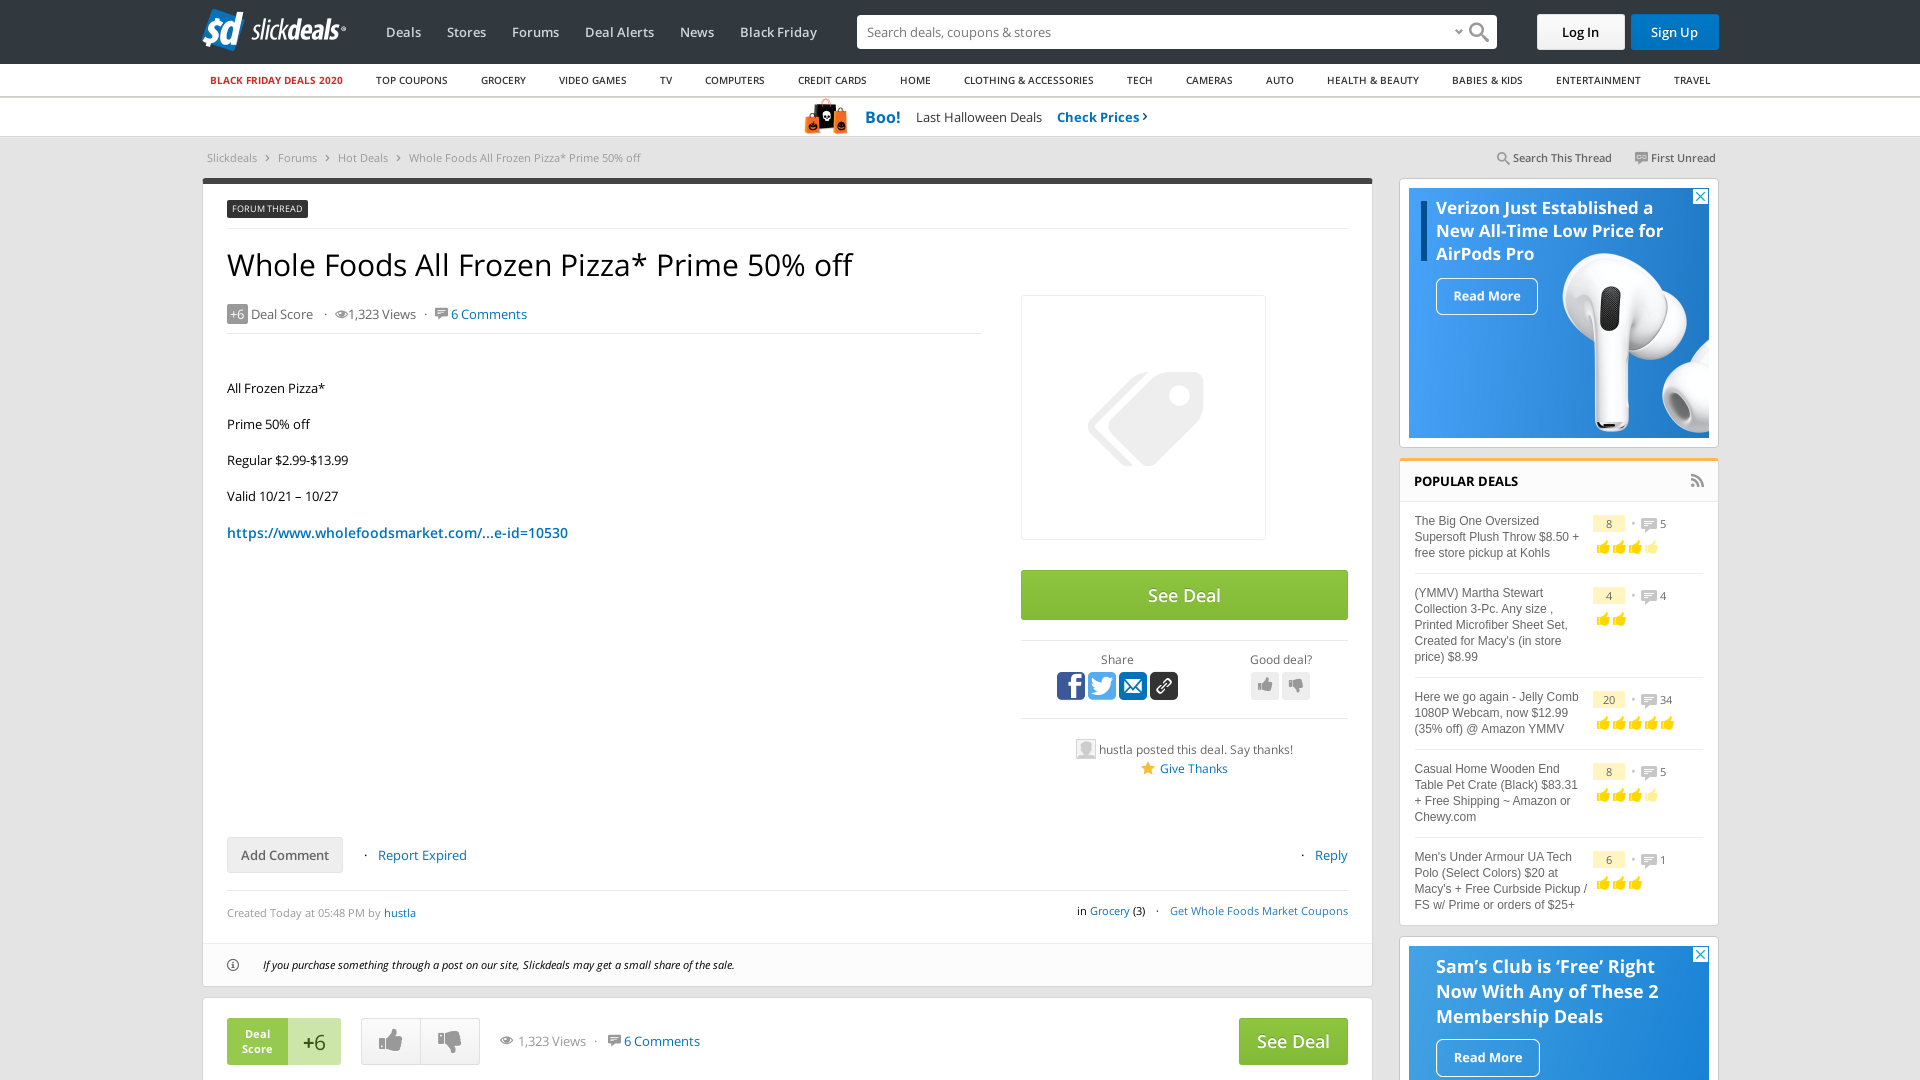 slickdeals
Deals
Stores
Forums
Deal Alerts
News
Black Friday
Search deals, coupons & stores
Log In
Sign Up
BLACK FRIDAY DEALS 2020
TOP COUPONS
GROCERY
VIDEO GAMES
TV
COMPUTERS
CREDIT CARDS
HOME
CLOTHING & ACCESSORIES
TECH
CAMERAS
AUTO
HEALTH & BEAUTY
BABIES & KIDS
ENTERTAINMENT
TRAVEL
Boo! Last Halloween Deals Check Prices ›
Slickdeals › Forums › Hot Deals › Whole Foods All Frozen Pizza* Prime 50% off
Search This Thread
First Unread
FORUM THREAD
Whole Foods All Frozen Pizza* Prime 50% off
+6 Deal Score · 1,323 Views · 6 Comments
All Frozen Pizza*
Prime 50% off
Regular $2.99-$13.99
Valid 10/21 – 10/27
https://www.wholefoodsmarket.com/...e-id=10530
See Deal
Share
Good deal?
hustla posted this deal. Say thanks!
Give Thanks
Add Comment · Report Expired
· Reply
Created Today at 05:48 PM by hustla
in Grocery (3) · Get Whole Foods Market Coupons
If you purchase something through a post on our site, Slickdeals may get a small share of the sale.
Deal
Score
+6
1,323 Views · 6 Comments
See Deal
Verizon Just Established a
New All-Time Low Price for
AirPods Pro
Read More
POPULAR DEALS
The Big One Oversized
Supersoft Plush Throw $8.50 +
free store pickup at Kohls
8 • 5
(YMMV) Martha Stewart
Collection 3-Pc. Any size ,
Printed Microfiber Sheet Set,
Created for Macy's (in store
price) $8.99
4 • 4
Here we go again - Jelly Comb
1080P Webcam, now $12.99
(35% off) @ Amazon YMMV
20 • 34
Casual Home Wooden End
Table Pet Crate (Black) $83.31
+ Free Shipping ~ Amazon or
Chewy.com
8 • 5
Men's Under Armour UA Tech
Polo (Select Colors) $20 at
Macy's + Free Curbside Pickup /
FS w/ Prime or orders of $25+
6 • 1
Sam's Club is ‘Free’ Right
Now With Any of These 2
Membership Deals
Read More